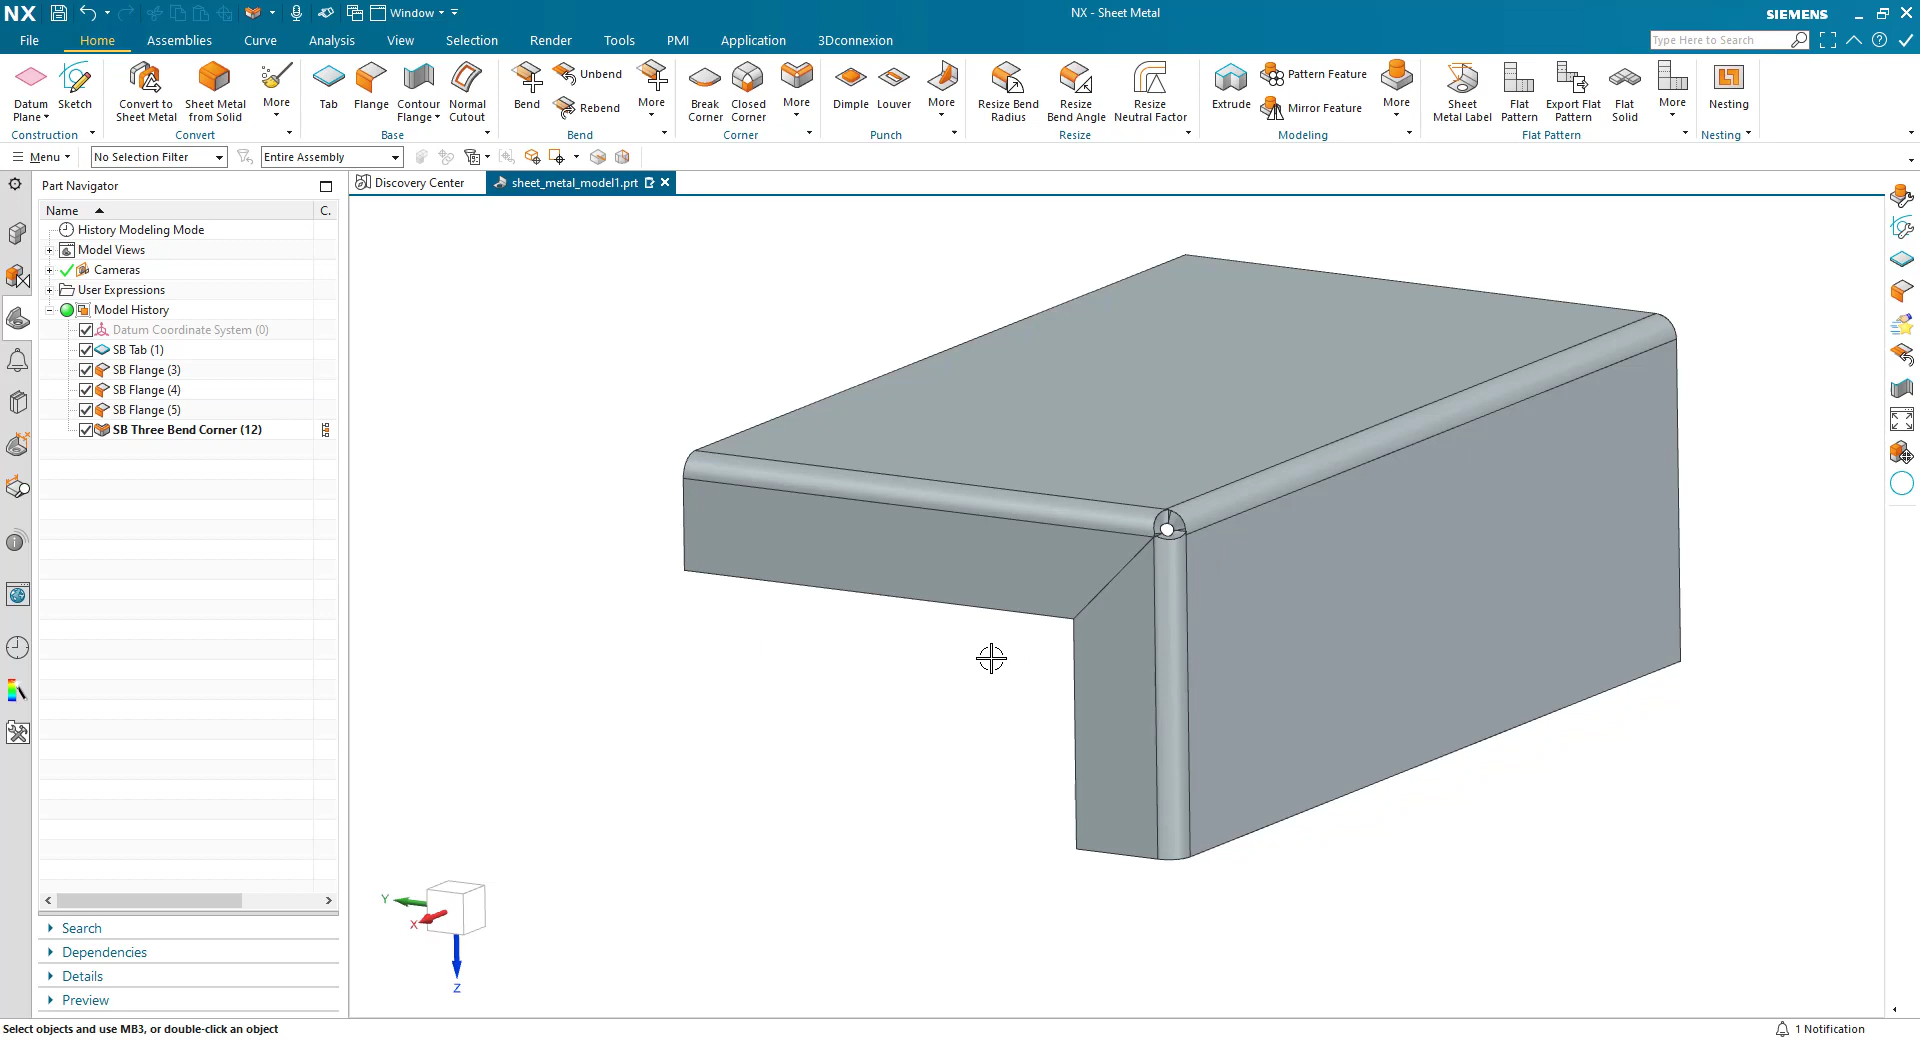 NX
Window
NX - Sheet Metal
SIEMENS
File
Home
Assemblies
Curve
Analysis
View
Selection
Render
Tools
PMI
Application
3Dconnexion
Type Here to Search
Datum Plane
Sketch
Construction
Convert to Sheet Metal
Sheet Metal from Solid
More
Convert
Tab
Flange
Contour Flange
Normal Cutout
Base
Bend
Unbend
Rebend
More
Bend
Break Corner
Closed Corner
More
Corner
Dimple
Louver
More
Punch
Resize Bend Radius
Resize Bend Angle
Resize Neutral Factor
Resize
Extrude
Pattern Feature
Mirror Feature
More
Modeling
Sheet Metal Label
Flat Pattern
Export Flat Pattern
Flat Solid
More
Flat Pattern
Nesting
Nesting
Menu
No Selection Filter
Entire Assembly
Part Navigator
Discovery Center
sheet_metal_model1.prt
Name
C.
History Modeling Mode
Model Views
Cameras
User Expressions
Model History
Datum Coordinate System (0)
SB Tab (1)
SB Flange (3)
SB Flange (4)
SB Flange (5)
SB Three Bend Corner (12)
Y
X
Z
Search
Dependencies
Details
Preview
Select objects and use MB3, or double-click an object
1 Notification